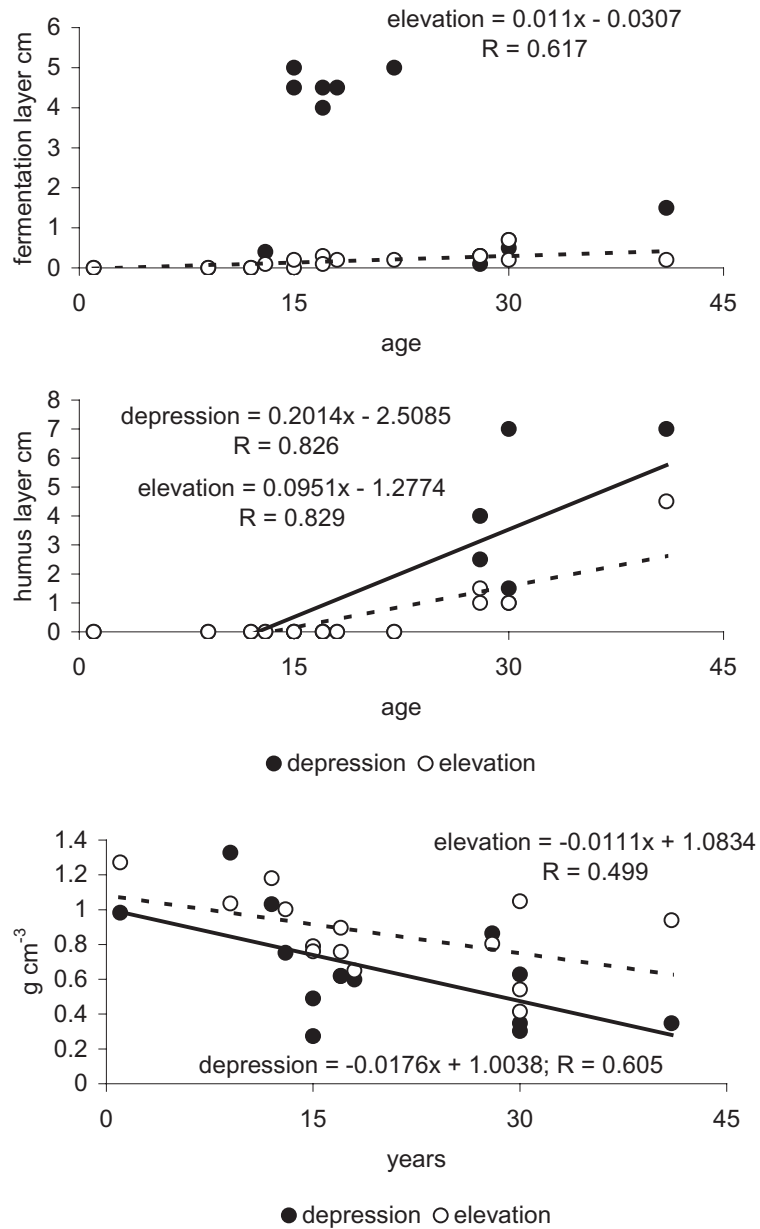 elevation = 0.011x - 0.0307
R = 0.617
fermentation layer cm
6
5
4
3
2
1
0
0 15 30 45
age
depression = 0.2014x - 2.5085
R = 0.826
elevation = 0.0951x - 1.2774
R = 0.829
humus layer cm
8
7
6
5
4
3
2
1
0
0 15 30 45
age
depression elevation
elevation = -0.0111x + 1.0834
R = 0.499
g cm⁻³
1.4
1.2
1
0.8
0.6
0.4
0.2
0
depression = -0.0176x + 1.0038; R = 0.605
0 15 30 45
years
depression elevation